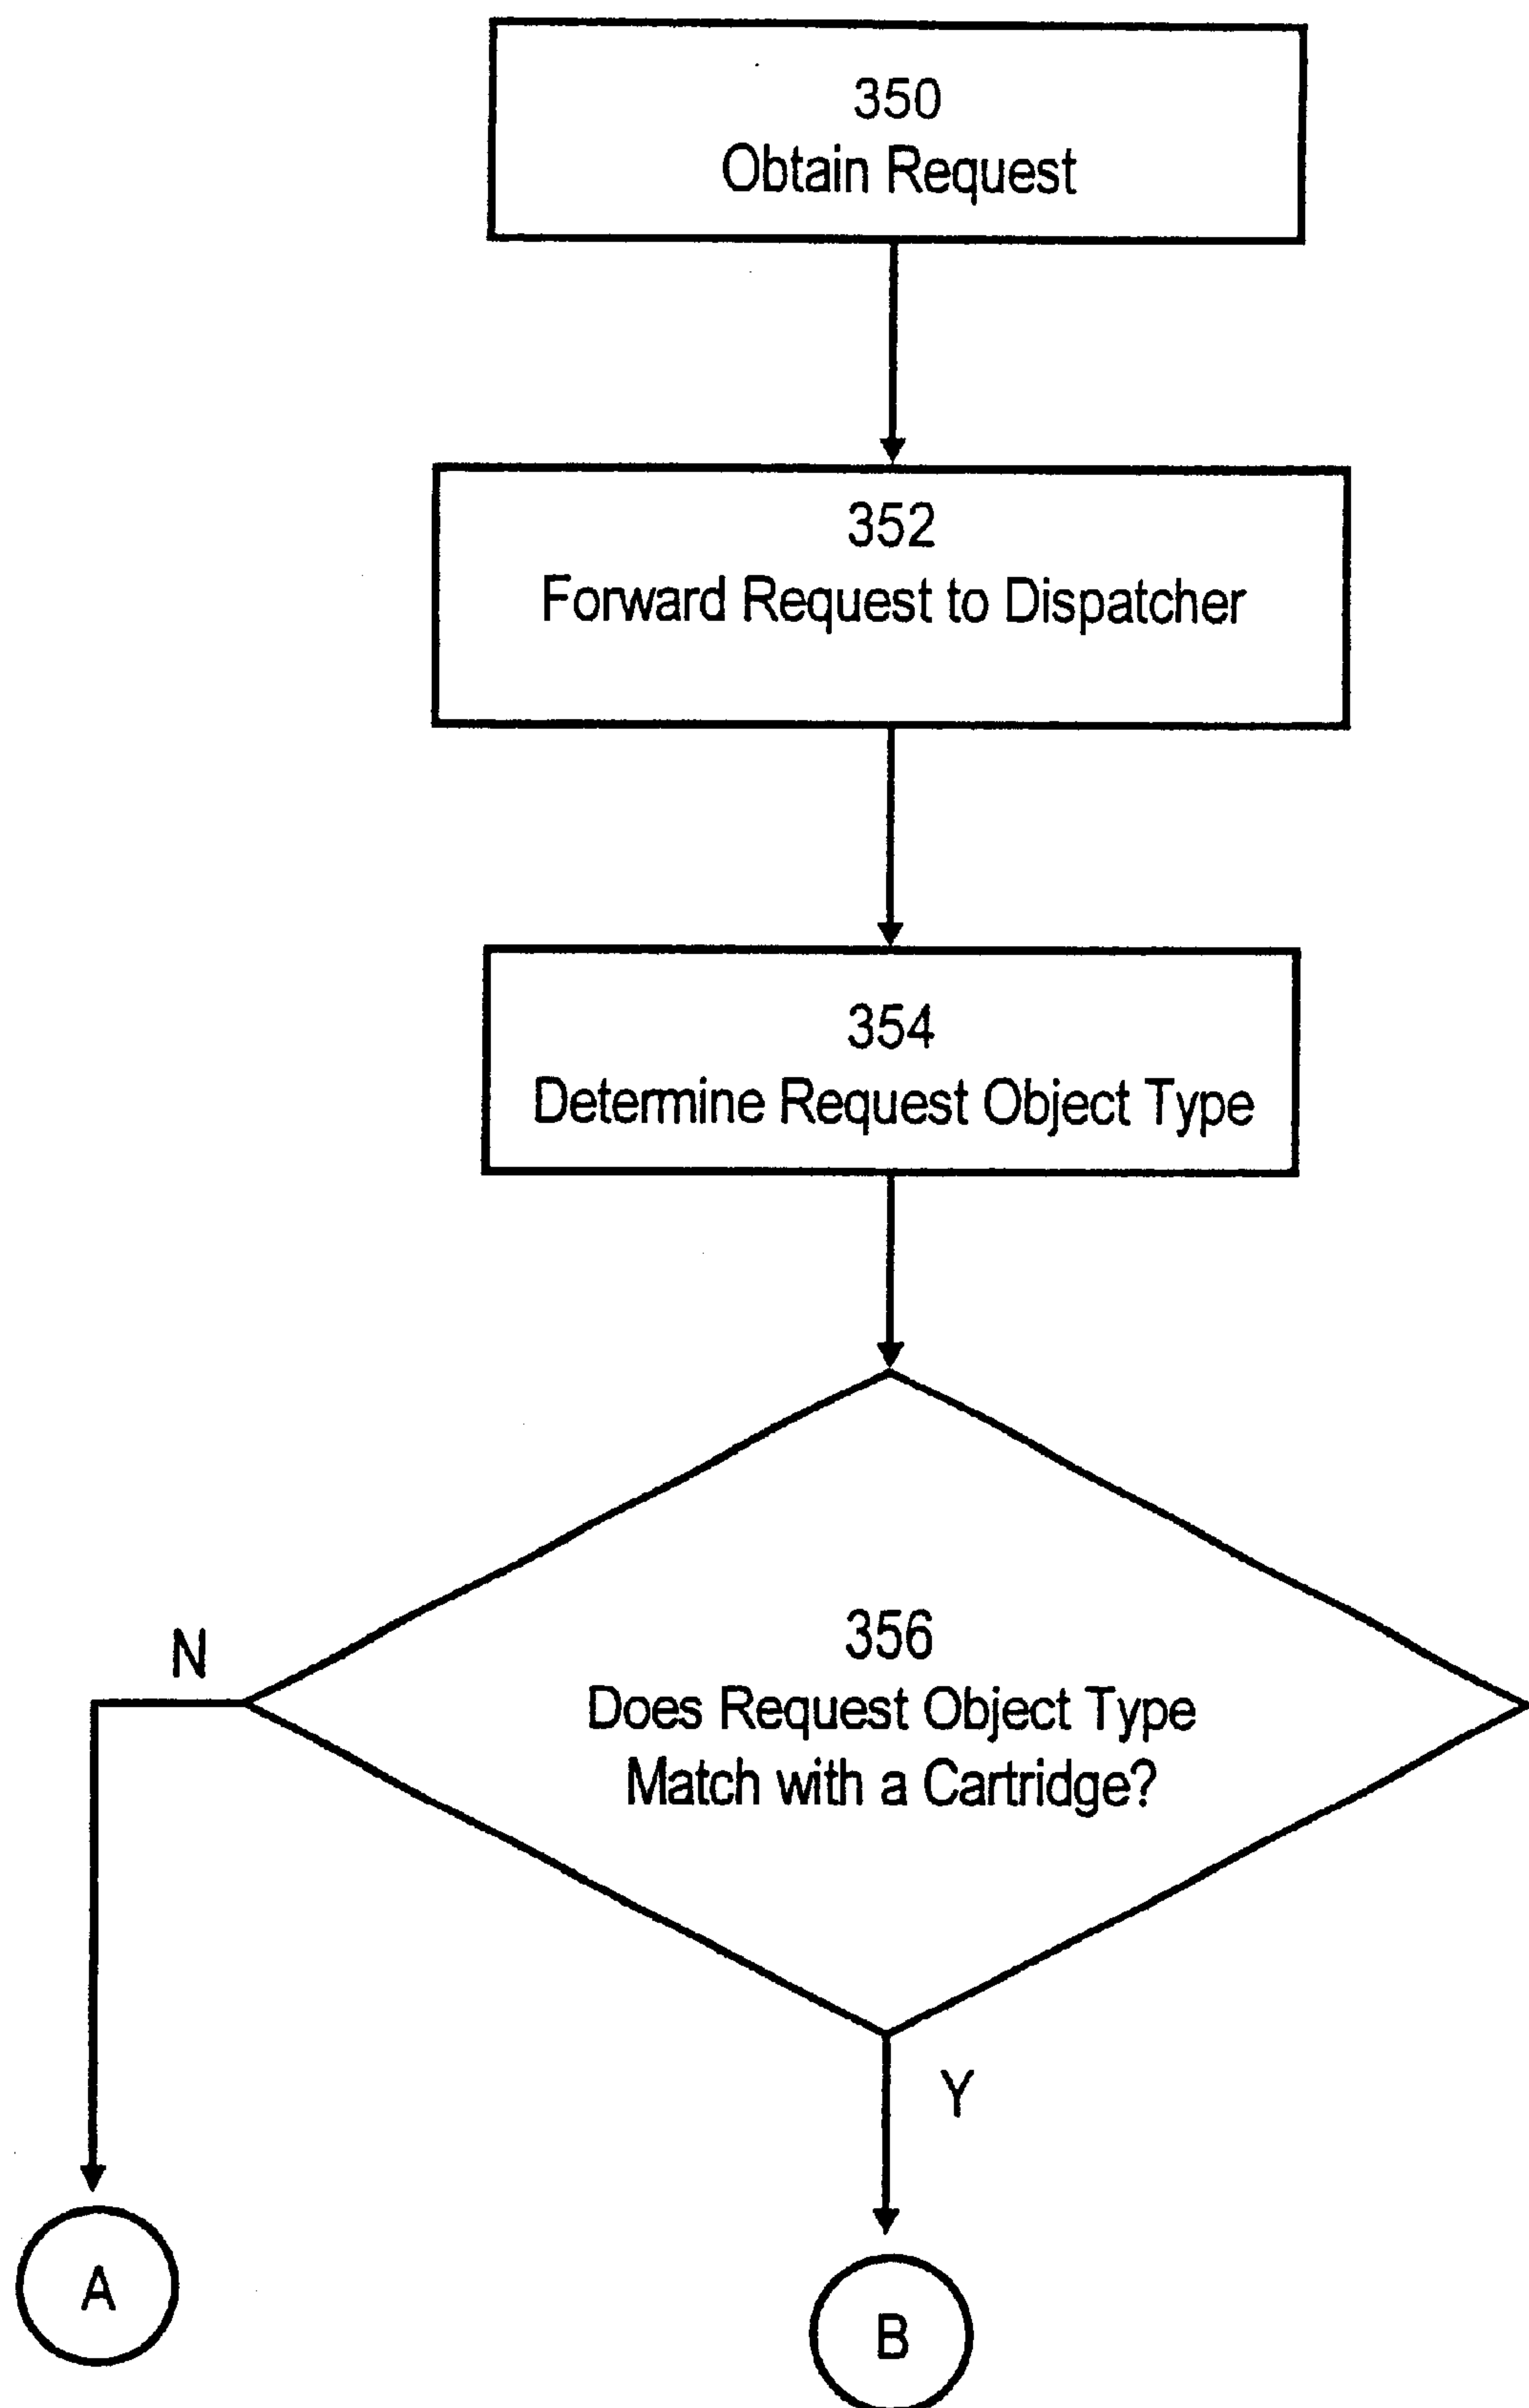 350
Obtain Request
352
Forward Request to Dispatcher
354
Determine Request Object Type
356
Does Request Object Type
Match with a Cartridge?
N
Y
A
B